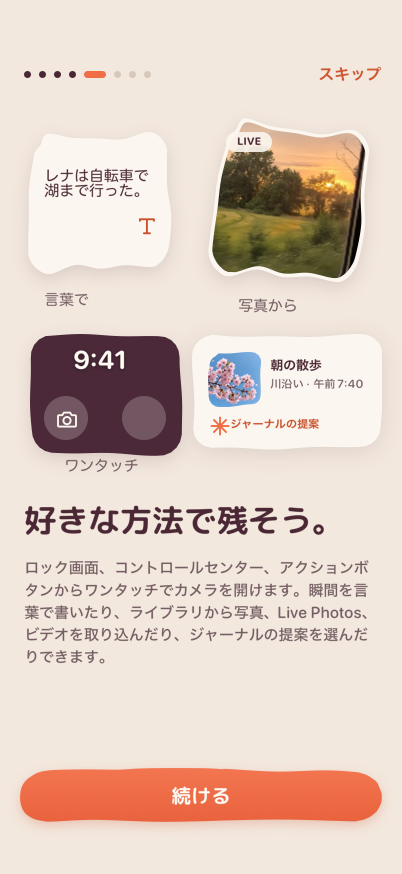 スキップ
レナは自転車で
湖まで行った。
T
言葉で
LIVE
写真から
9:41
ワンタッチ
朝の散歩
川沿い · 午前7:40
ジャーナルの提案
好きな方法で残そう。
ロック画面、コントロールセンター、アクションボ
タンからワンタッチでカメラを開けます。瞬間を言
葉で書いたり、ライブラリから写真、Live Photos、
ビデオを取り込んだり、ジャーナルの提案を選んだ
りできます。
続ける